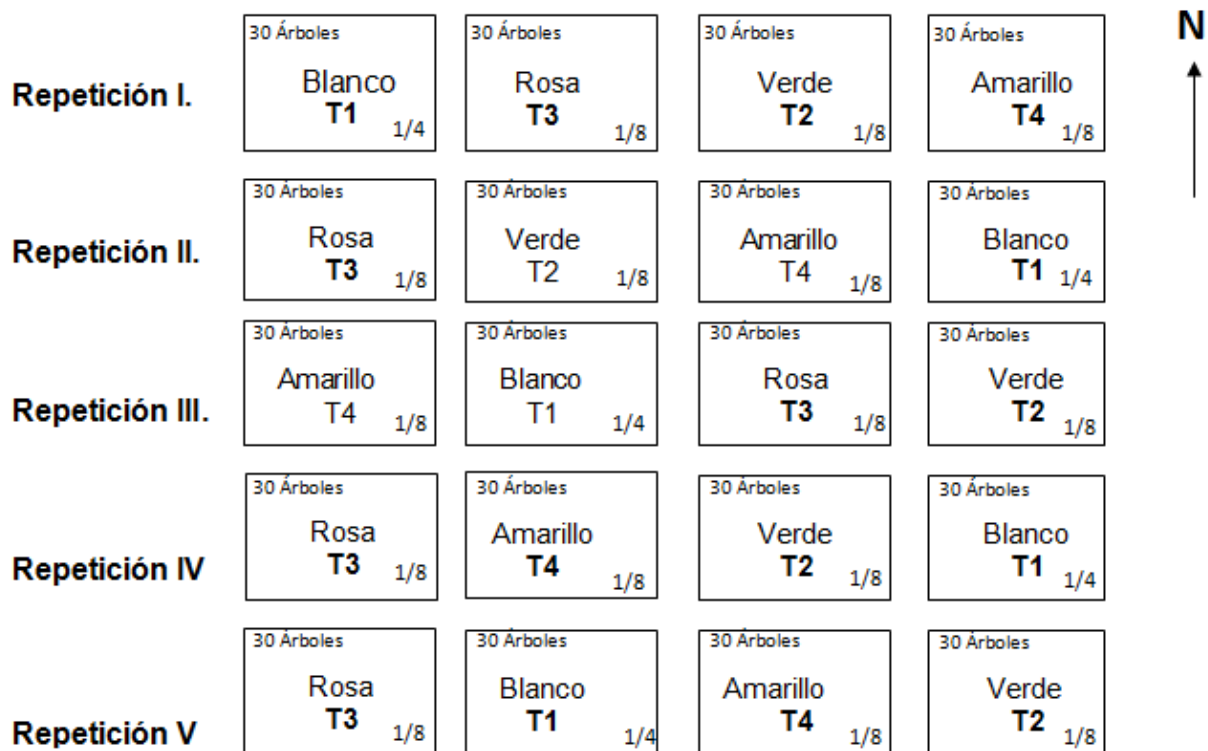 N
30 Árboles 30 Árboles 30 Árboles 30 Árboles
Repetición I. Blanco Rosa Verde Amarillo
T1 T3 T2 T4
1/4 1/8 1/8 1/8
30 Árboles 30 Árboles 30 Árboles 30 Árboles
Repetición II. Rosa Verde Amarillo Blanco
T3 T2 T4 T1
1/8 1/8 1/8 1/4
30 Árboles 30 Árboles 30 Árboles 30 Árboles
Repetición III. Amarillo Blanco Rosa Verde
T4 T1 T3 T2
1/8 1/4 1/8 1/8
30 Árboles 30 Árboles 30 Árboles 30 Árboles
Repetición IV Rosa Amarillo Verde Blanco
T3 T4 T2 T1
1/8 1/8 1/8 1/4
30 Árboles 30 Árboles 30 Árboles 30 Árboles
Repetición V Rosa Blanco Amarillo Verde
T3 T1 T4 T2
1/8 1/4 1/8 1/8